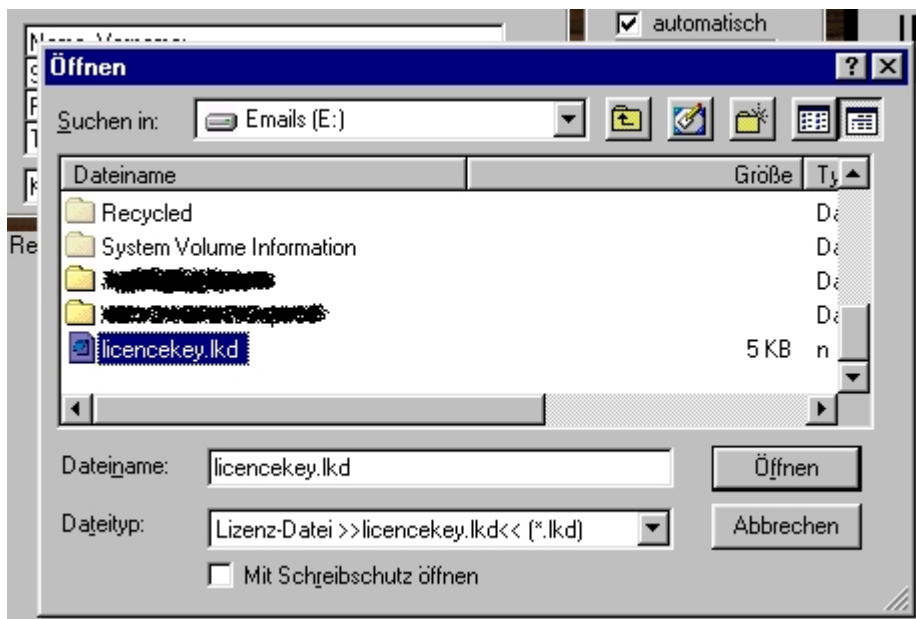 automatisch
Öffnen
Suchen in: Emails (E:)
Dateiname Größe
Recycled
System Volume Information
licencekey.lkd 5 KB n
Dateiname: licencekey.lkd Öffnen
Dateityp: Lizenz-Datei >>licencekey.lkd<< (*.lkd) Abbrechen
Mit Schreibschutz öffnen